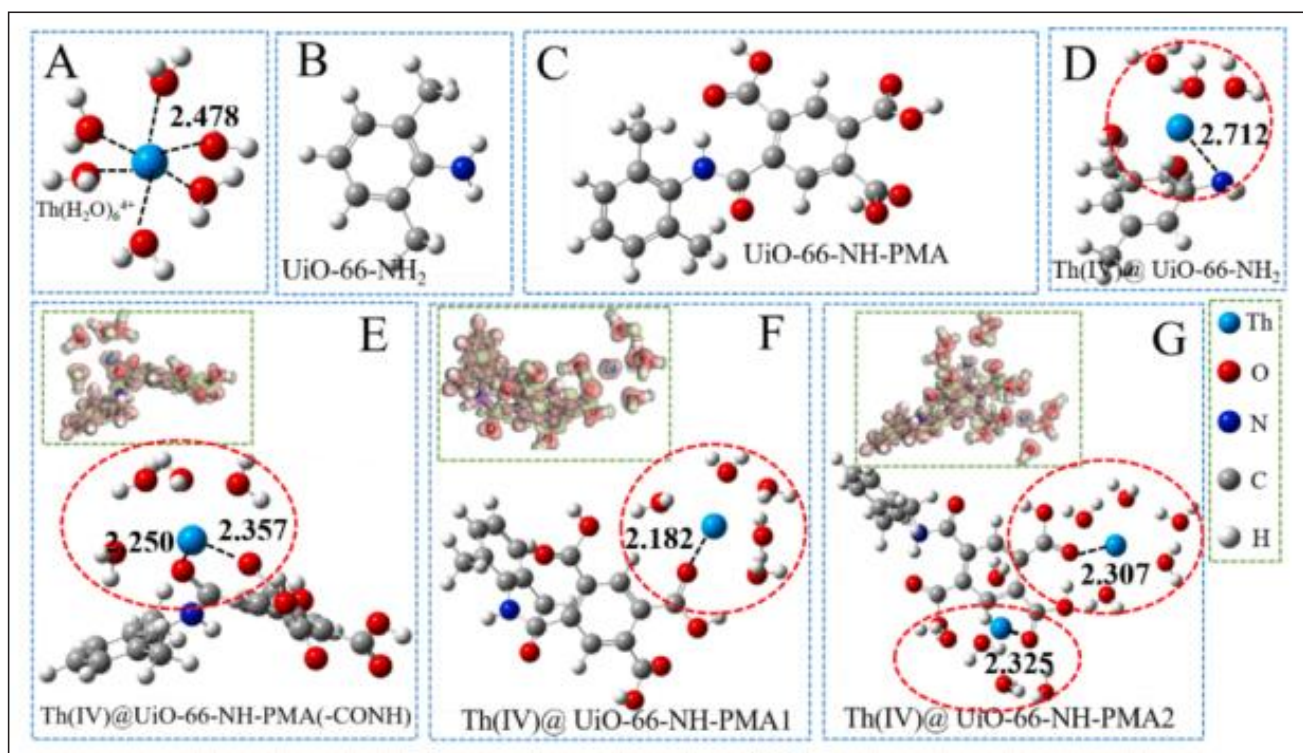 A
2.478
Th(H₂O)₆⁴⁺
B
UiO-66-NH₂
C
UiO-66-NH-PMA
D
2.712
Th(IV)@ UiO-66-NH₂
E
2.250
2.357
Th(IV)@UiO-66-NH-PMA(-CONH)
F
2.182
Th(IV)@ UiO-66-NH-PMA1
G
2.307
2.325
Th(IV)@ UiO-66-NH-PMA2
Th
O
N
C
H